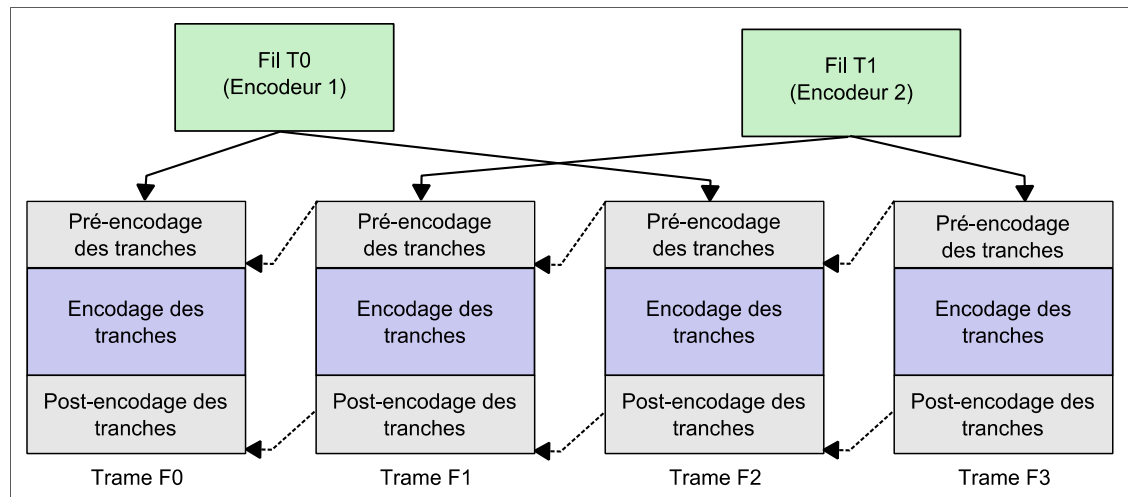 Fil T0
(Encodeur 1)
Fil T1
(Encodeur 2)
Pré-encodage
des tranches
Encodage des
tranches
Post-encodage des
tranches
Trame F0
Pré-encodage
des tranches
Encodage des
tranches
Post-encodage des
tranches
Trame F1
Pré-encodage
des tranches
Encodage des
tranches
Post-encodage des
tranches
Trame F2
Pré-encodage
des tranches
Encodage des
tranches
Post-encodage des
tranches
Trame F3